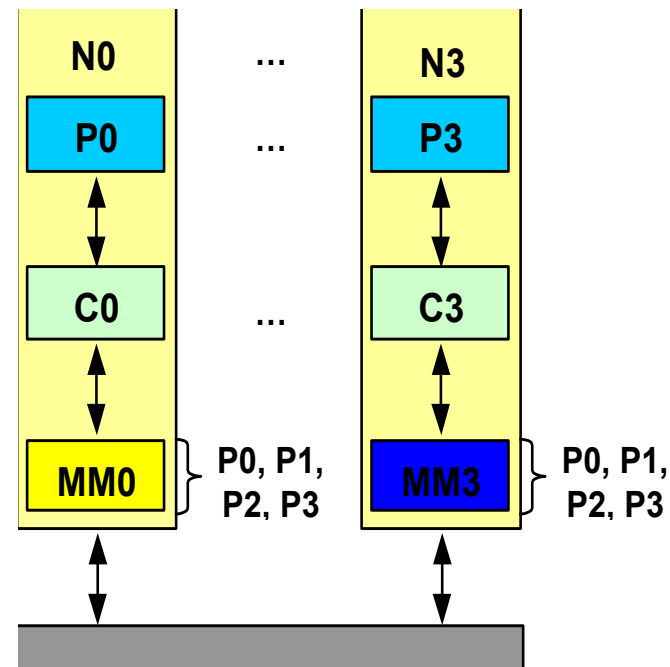 N0 ... N3
P0 ... P3
C0 ... C3
MM0 P0, P1, MM3 P0, P1,
P2, P3 P2, P3